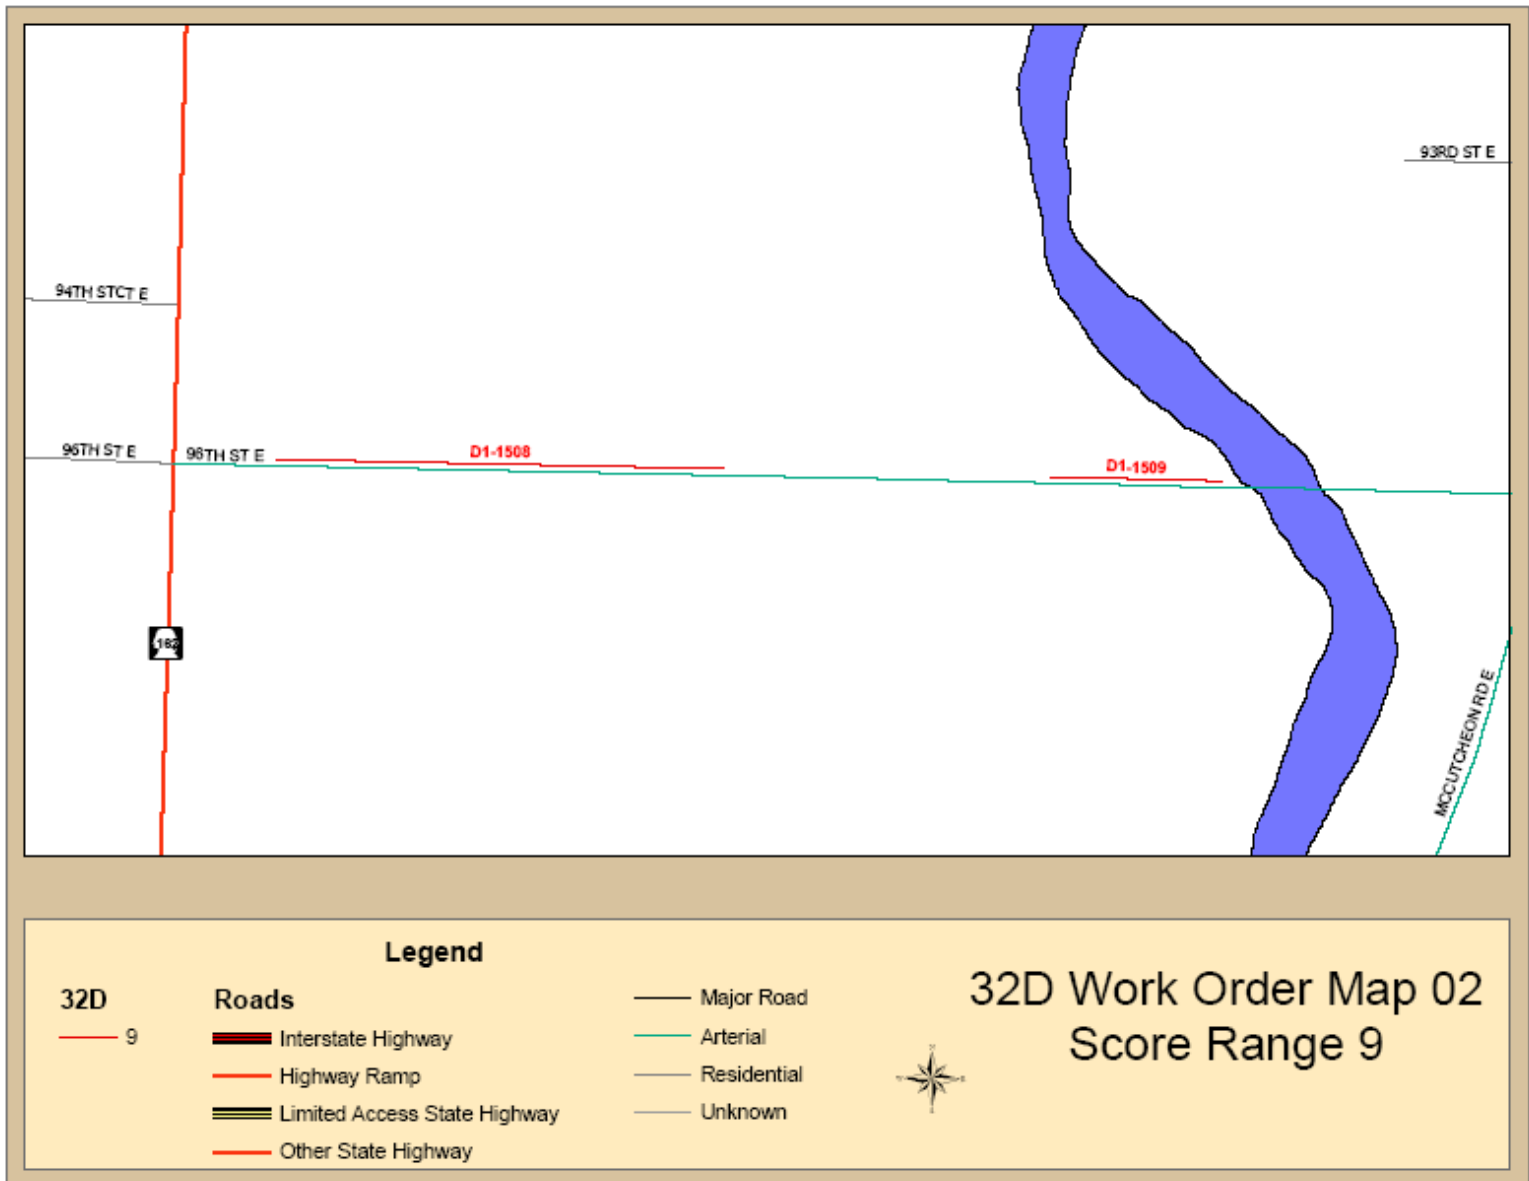 93RD ST E
94TH STCT E
96TH ST E
96TH ST E
D1-1508
D1-1509
162
MCCUTCHEON RD E
Legend
32D
9
Roads
Interstate Highway
Highway Ramp
Limited Access State Highway
Other State Highway
Major Road
Arterial
Residential
Unknown
32D Work Order Map 02
Score Range 9